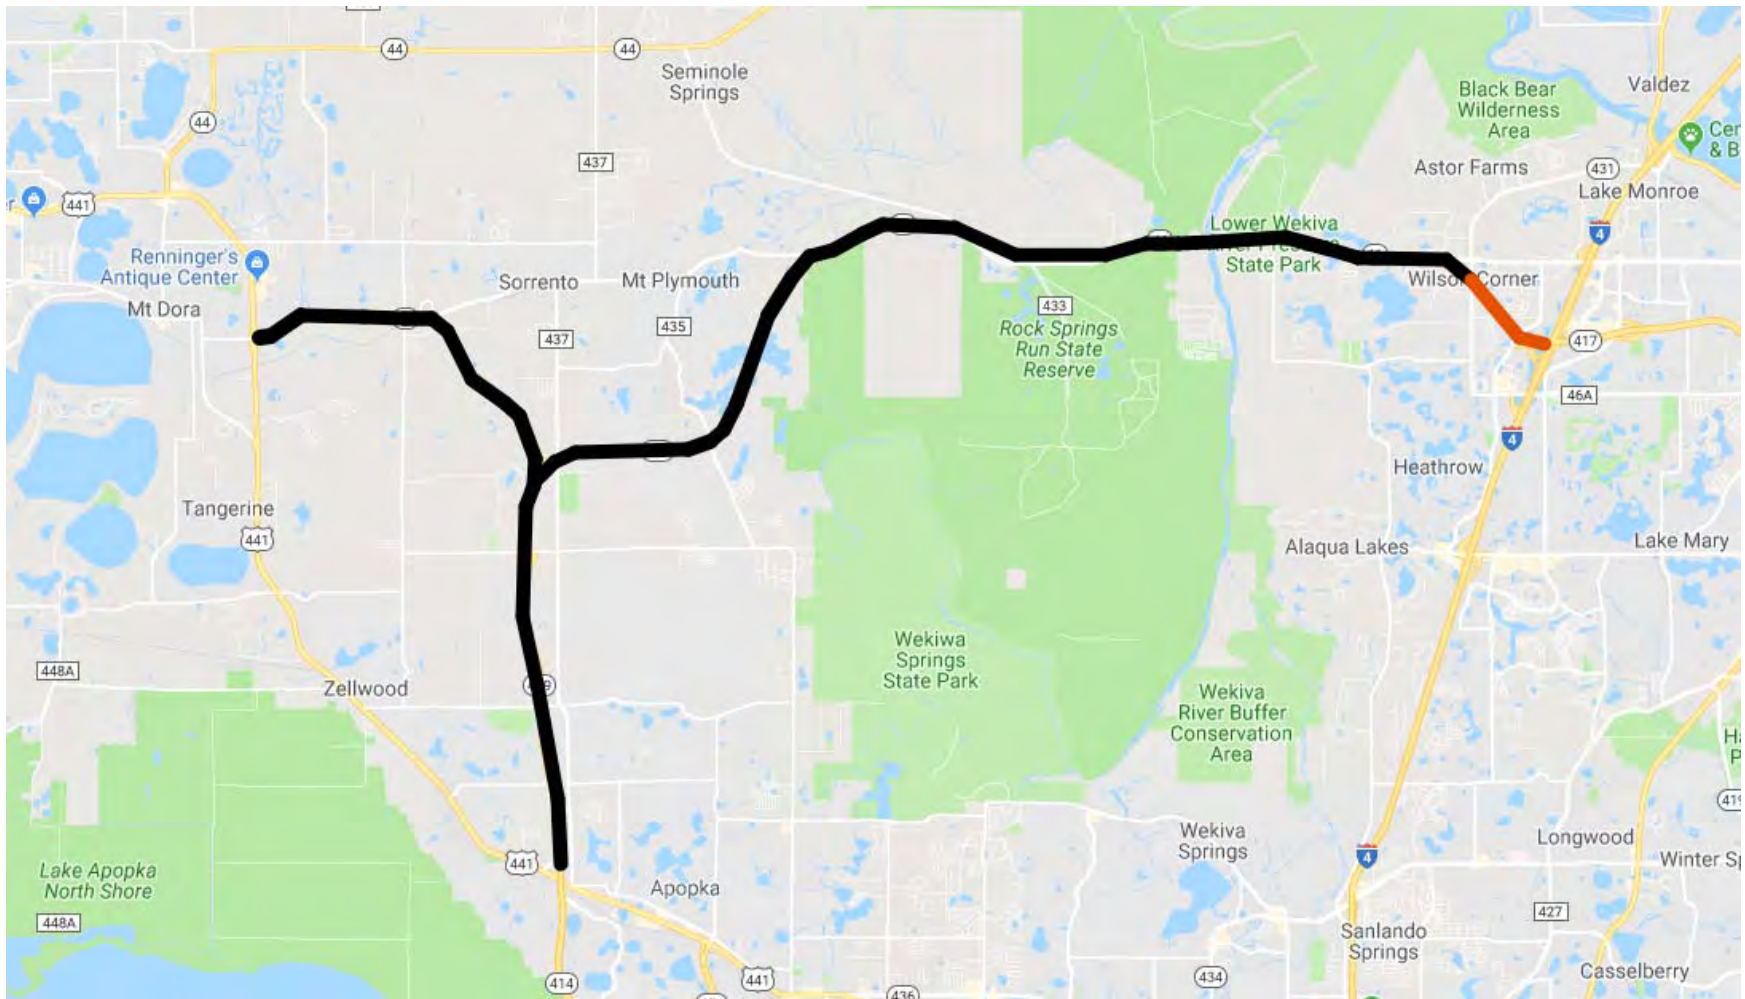 44
44
Seminole
Springs
Black Bear
Wilderness
Area
Valdez
Cen
& B
44
437
Astor Farms
431
Lake Monroe
441
Lower Wekiva
State Park
4
Renninger's
Antique Center
Sorrento
Mt Plymouth
Wilson Corner
Mt Dora
435
433
437
Rock Springs
Run State
Reserve
417
46A
4
Heathrow
Tangerine
441
Alaqua Lakes
Lake Mary
Wekiwa
Springs
State Park
448A
Zellwood
Wekiva
River Buffer
Conservation
Area
Ha
P
419
Wekiva
Springs
Longwood
441
4
Winter Sp
Lake Apopka
North Shore
Apopka
448A
427
Sanlando
Springs
434
Casselberry
414
441
436